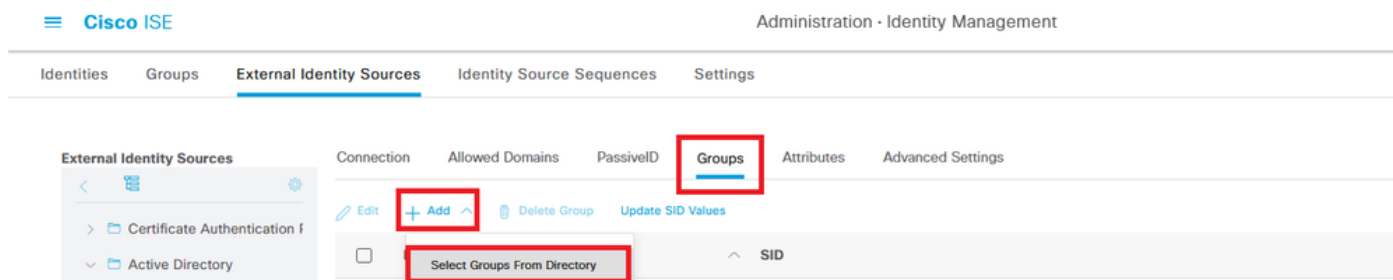 Cisco ISE
Administration · Identity Management
Identities Groups External Identity Sources Identity Source Sequences Settings
External Identity Sources
Connection Allowed Domains PassiveID Groups Attributes Advanced Settings
Edit + Add Delete Group Update SID Values
Certificate Authentication
SID
Active Directory
Select Groups From Directory